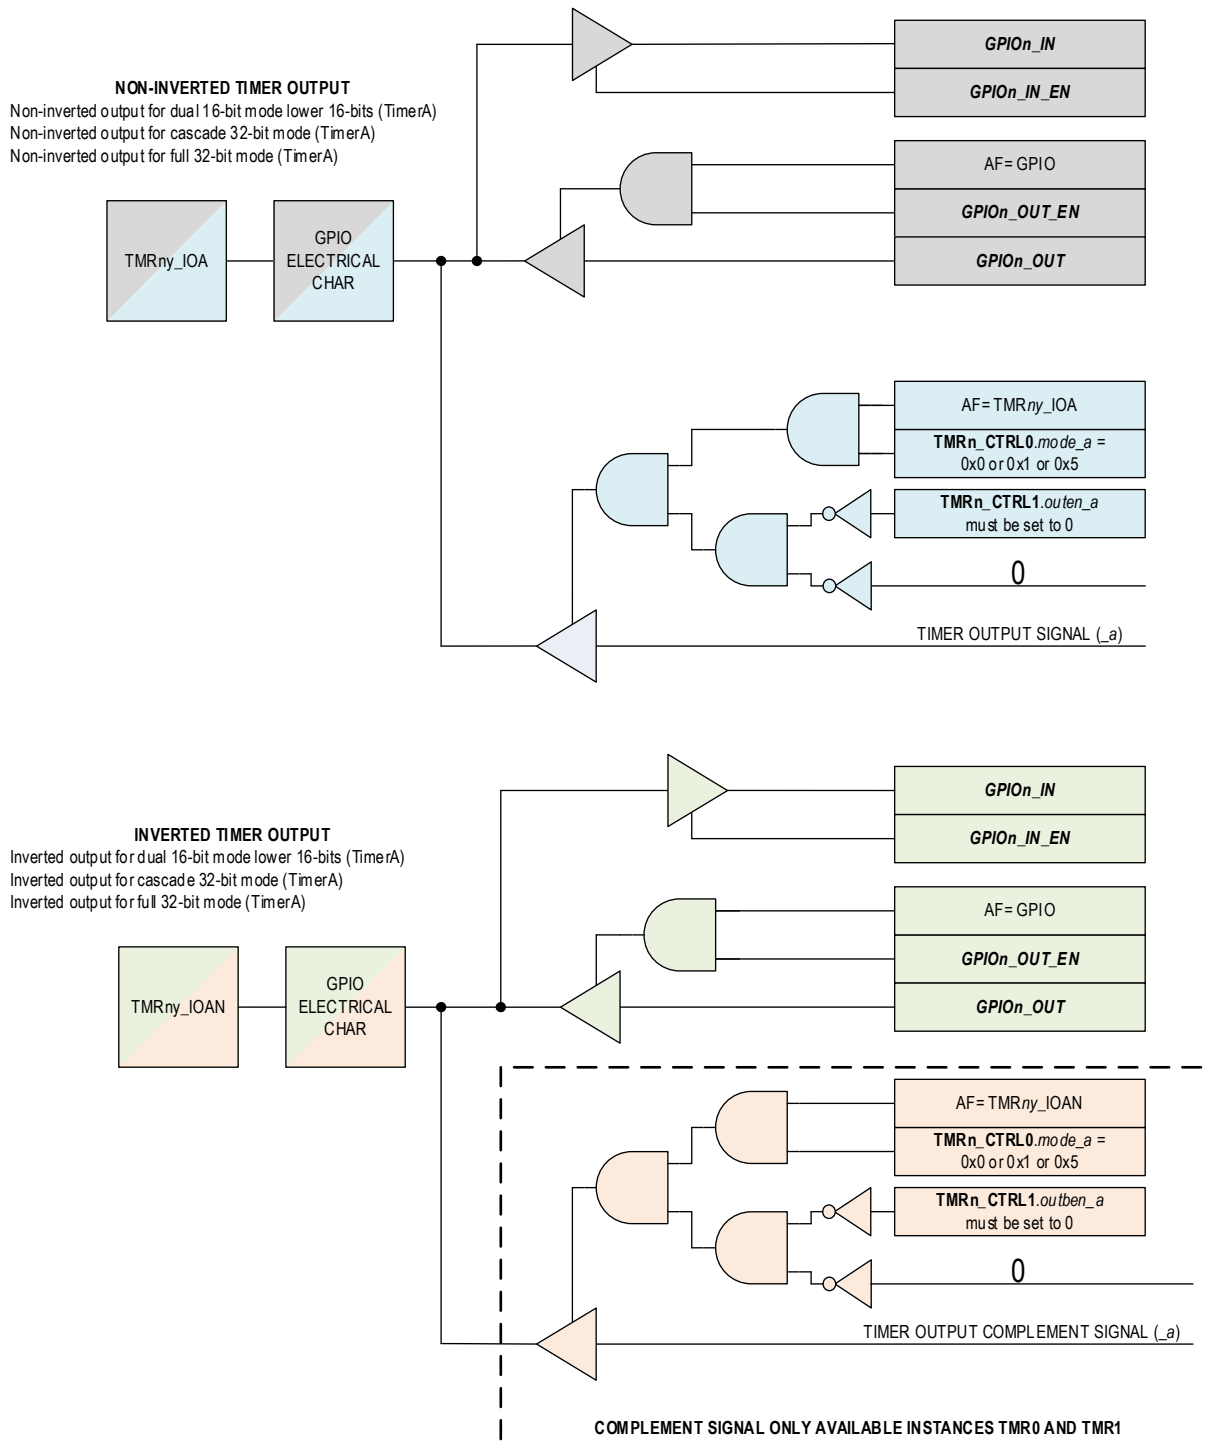 GPIOn_IN
GPIOn_IN_EN
NON-INVERTED TIMER OUTPUT
Non-inverted output for dual 16-bit mode lower 16-bits (TimerA)
Non-inverted output for cascade 32-bit mode (TimerA)
Non-inverted output for full 32-bit mode (TimerA)
AF= GPIO
GPIOn_OUT_EN
GPIOn_OUT
TMRny_IOA
GPIO
ELECTRICAL
CHAR
AF= TMRny_IOA
TMRn_CTRL0.mode_a =
0x0 or 0x1 or 0x5
TMRn_CTRL1.outen_a
must be set to 0
0
TIMER OUTPUT SIGNAL (_a)
GPIOn_IN
GPIOn_IN_EN
INVERTED TIMER OUTPUT
Inverted output for dual 16-bit mode lower 16-bits (TimerA)
Inverted output for cascade 32-bit mode (TimerA)
Inverted output for full 32-bit mode (TimerA)
AF= GPIO
GPIOn_OUT_EN
GPIOn_OUT
TMRny_IOAN
GPIO
ELECTRICAL
CHAR
AF= TMRny_IOAN
TMRn_CTRL0.mode_a =
0x0 or 0x1 or 0x5
TMRn_CTRL1.outben_a
must be set to 0
0
TIMER OUTPUT COMPLEMENT SIGNAL (_a)
COMPLEMENT SIGNAL ONLY AVAILABLE INSTANCES TMR0 AND TMR1